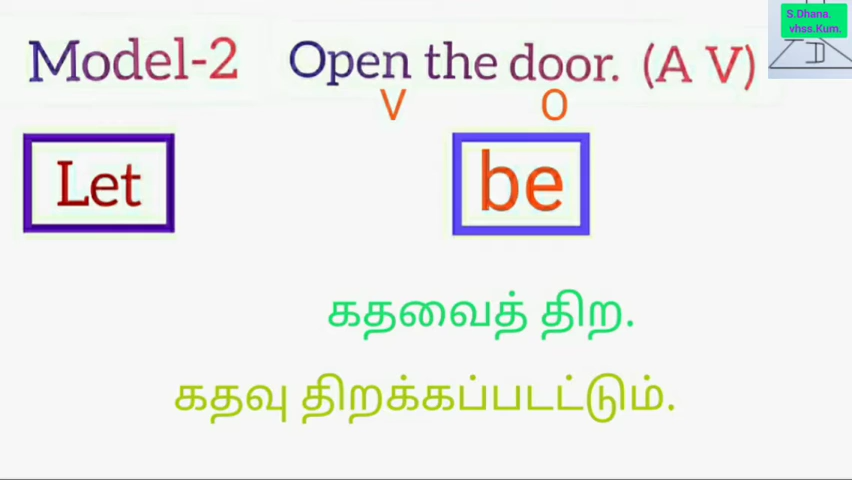 Model-2 Open the door. (A V)
S.Dhana,
vhss.Kum.
V O
Let be
கதவைத் திற.
கதவு திறக்கப்படட்டும்.